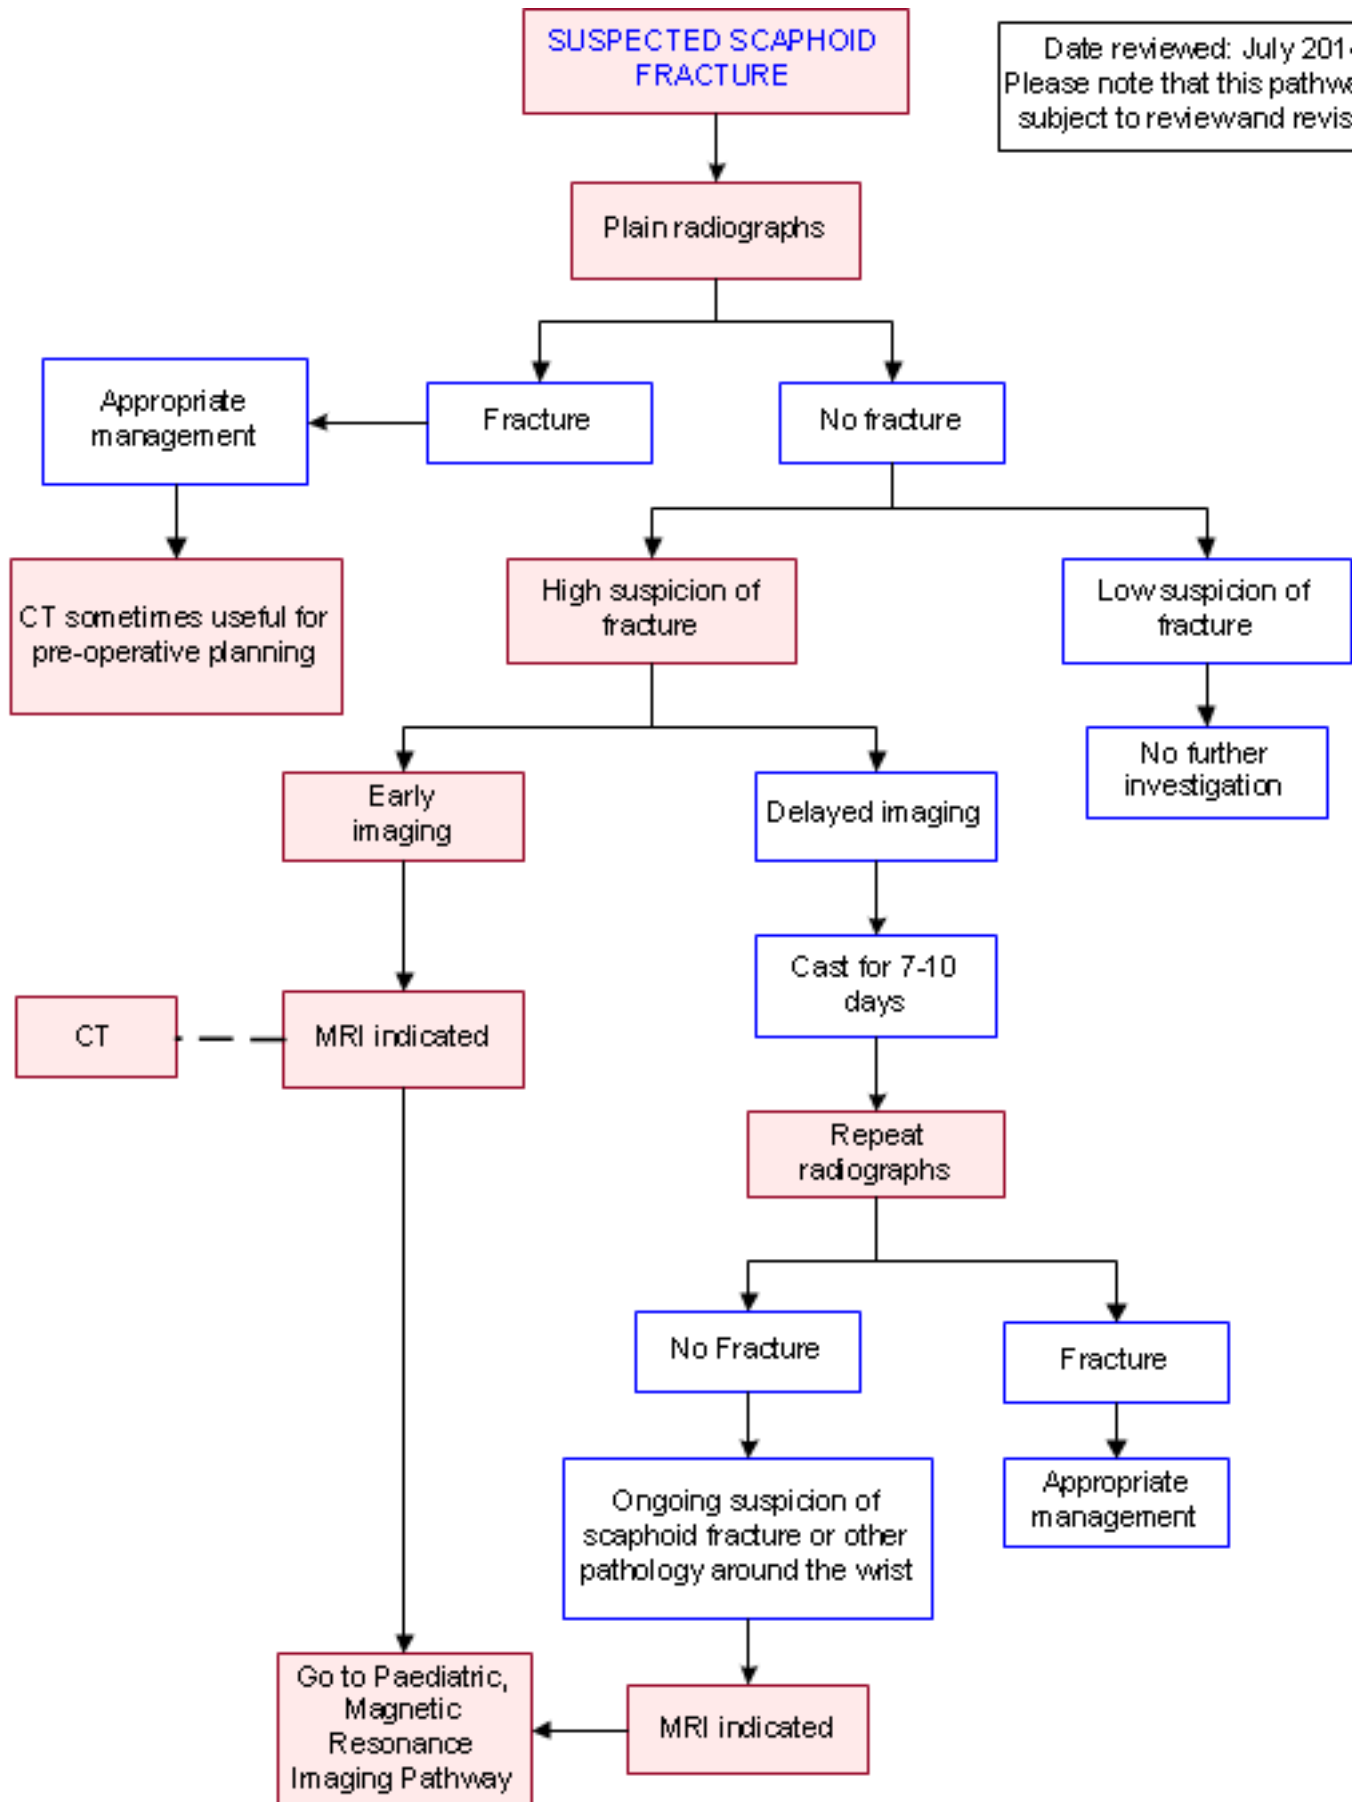 SUSPECTED SCAPHOID
FRACTURE
Date reviewed: July 201
Please note that this
subject to reviewand
Plain radiographs
Appropriate
management
Fracture
No fracture
CT sometimes useful for
pre-operative planning
High suspicion of
fracture
Low suspicion of
fracture
No further
investigation
Early
imaging
Delayed imaging
Cast for 7-10
days
CT
MRI indicated
Repeat
radiographs
No Fracture
Fracture
Ongoing suspicion of
scaphoid fracture or other
pathology around the wrist
Appropriate
management
Go to Paediatric,
Magnetic
Resonance
Imaging Pathway
MRI indicated